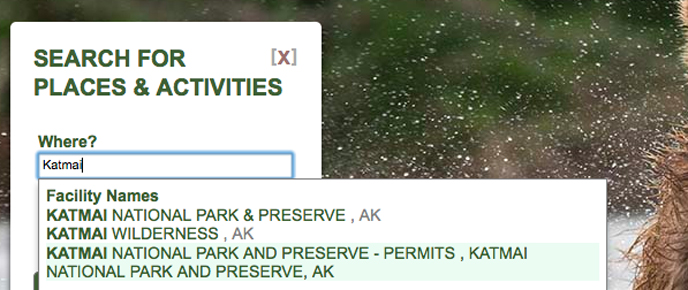 SEARCH FOR [X]
PLACES & ACTIVITIES
Where?
Katmai
Facility Names
KATMAI NATIONAL PARK & PRESERVE , AK
KATMAI WILDERNESS , AK
KATMAI NATIONAL PARK AND PRESERVE - PERMITS , KATMAI
NATIONAL PARK AND PRESERVE, AK